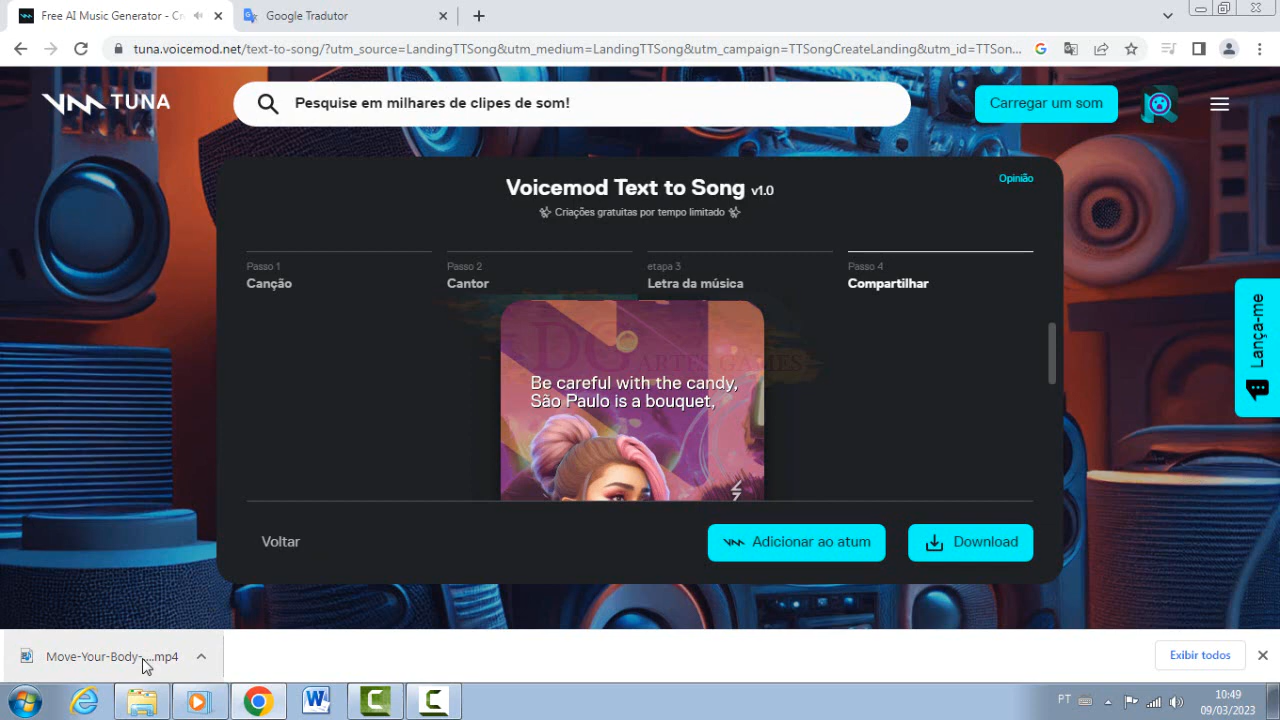 Free AI Music Generator - Cr
Google Tradutor
tuna.voicemod.net/text-to-song/?utm_source=LandingTTSong&utm_medium=LandingTTSong&utm_campaign=TTSongCreateLanding&utm_id=TTSon...
TUNA
Pesquise em milhares de clipes de som!
Carregar um som
Opinião
Voicemod Text to Song v1.0
Criações gratuitas por tempo limitado
Passo 1
Canção
Passo 2
Cantor
etapa 3
Letra da música
Passo 4
Compartilhar
DG ARTES GAMES
Be careful with the candy,
São Paulo is a bouquet,
Lança-me
Voltar
Adicionar ao atum
Download
Move-Your-Body-....mp4
Exibir todos
PT
10:49
09/03/2023